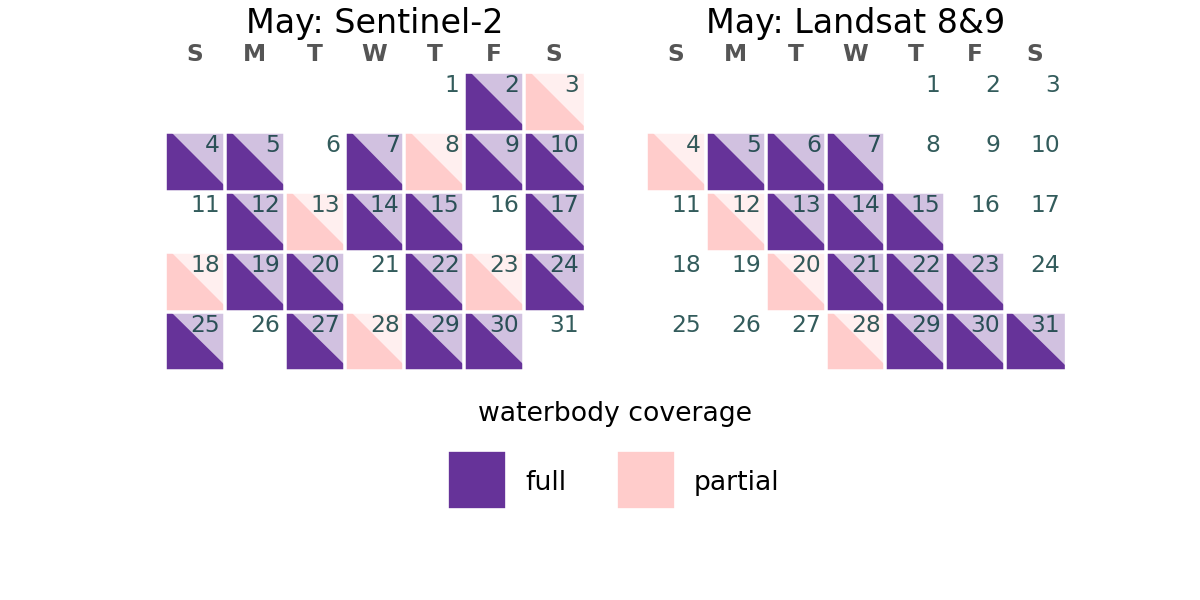 May: Sentinel-2
S M T W T F S
1 2 3
4 5 6 7 8 9 10
11 12 13 14 15 16 17
18 19 20 21 22 23 24
25 26 27 28 29 30 31
May: Landsat 8&9
S M T W T F S
1 2 3
4 5 6 7 8 9 10
11 12 13 14 15 16 17
18 19 20 21 22 23 24
25 26 27 28 29 30 31
waterbody coverage
full partial